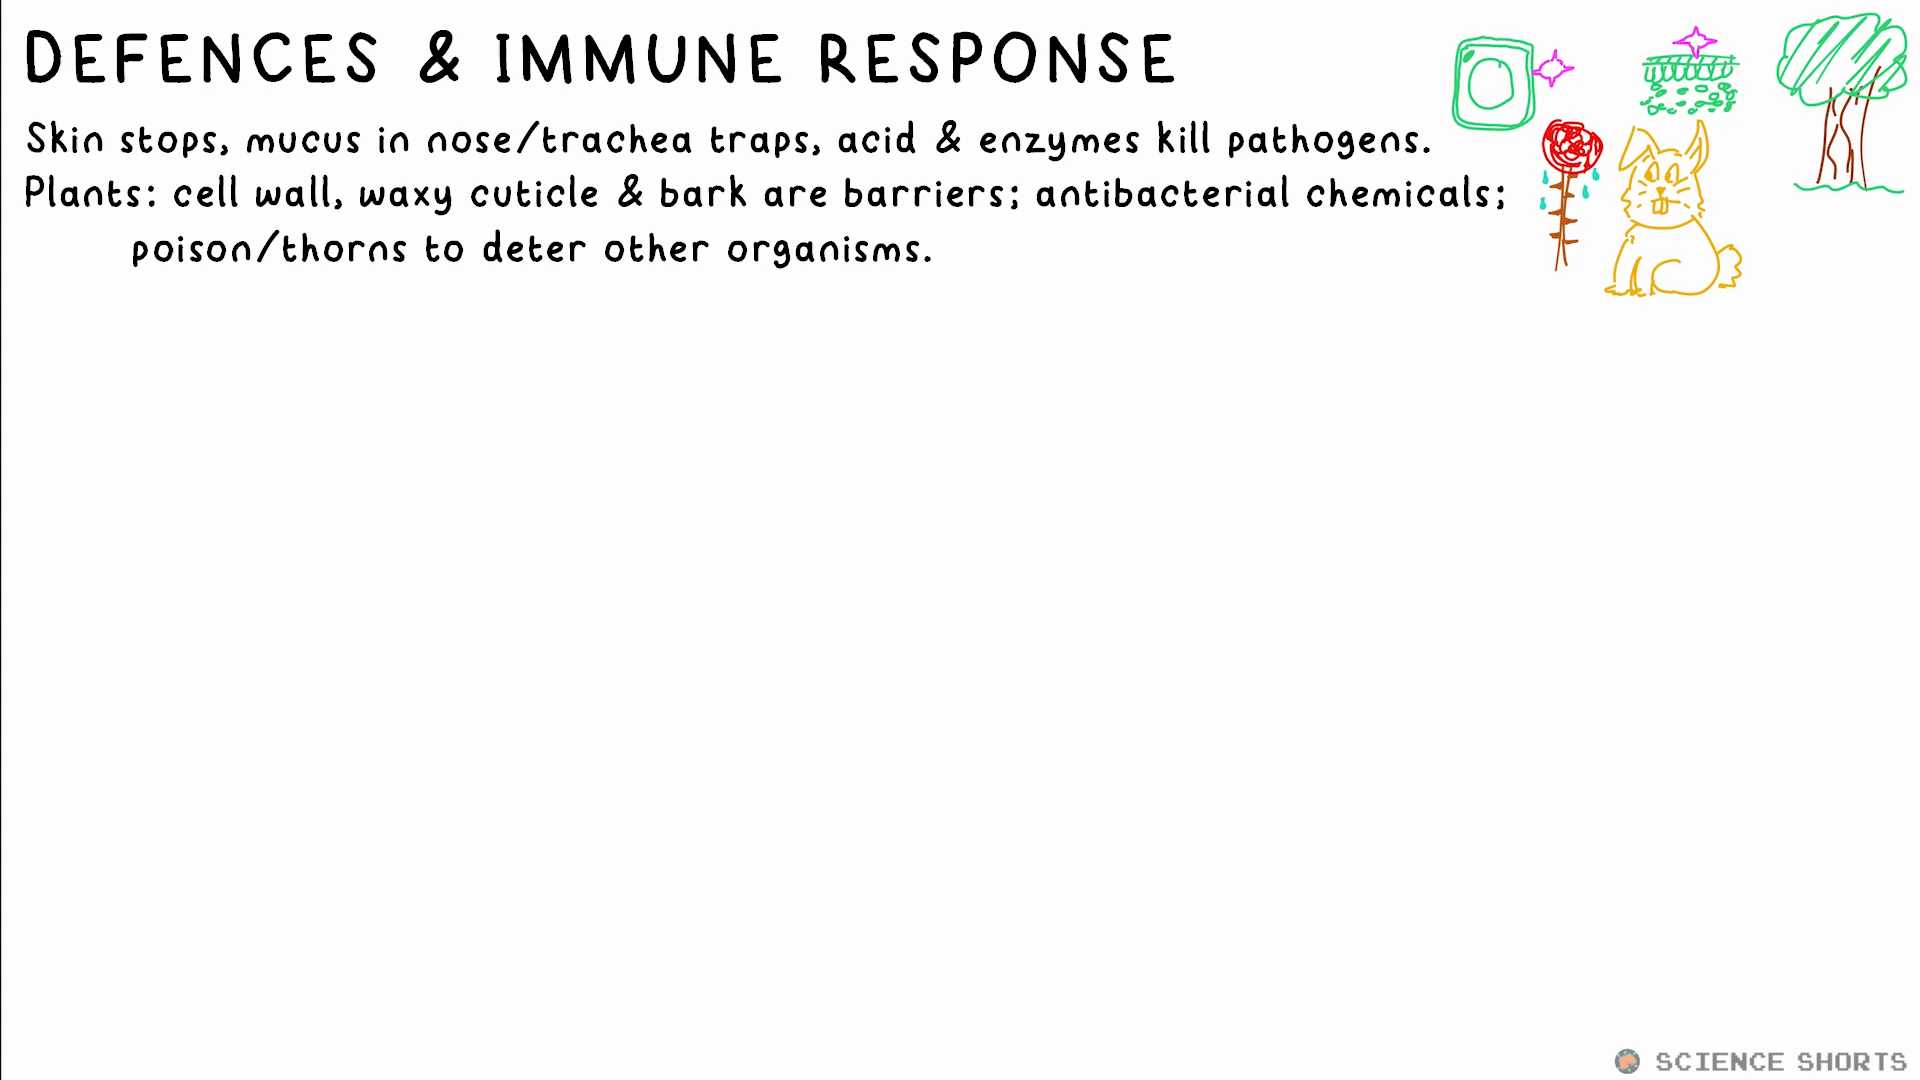 DEFENCES & IMMUNE RESPONSE
Skin stops, mucus in nose/trachea traps, acid & enzymes kill pathogens.
Plants: cell wall, waxy cuticle & bark are barriers; antibacterial chemicals;
poison/thorns to deter other organisms.
SCIENCE SHORTS